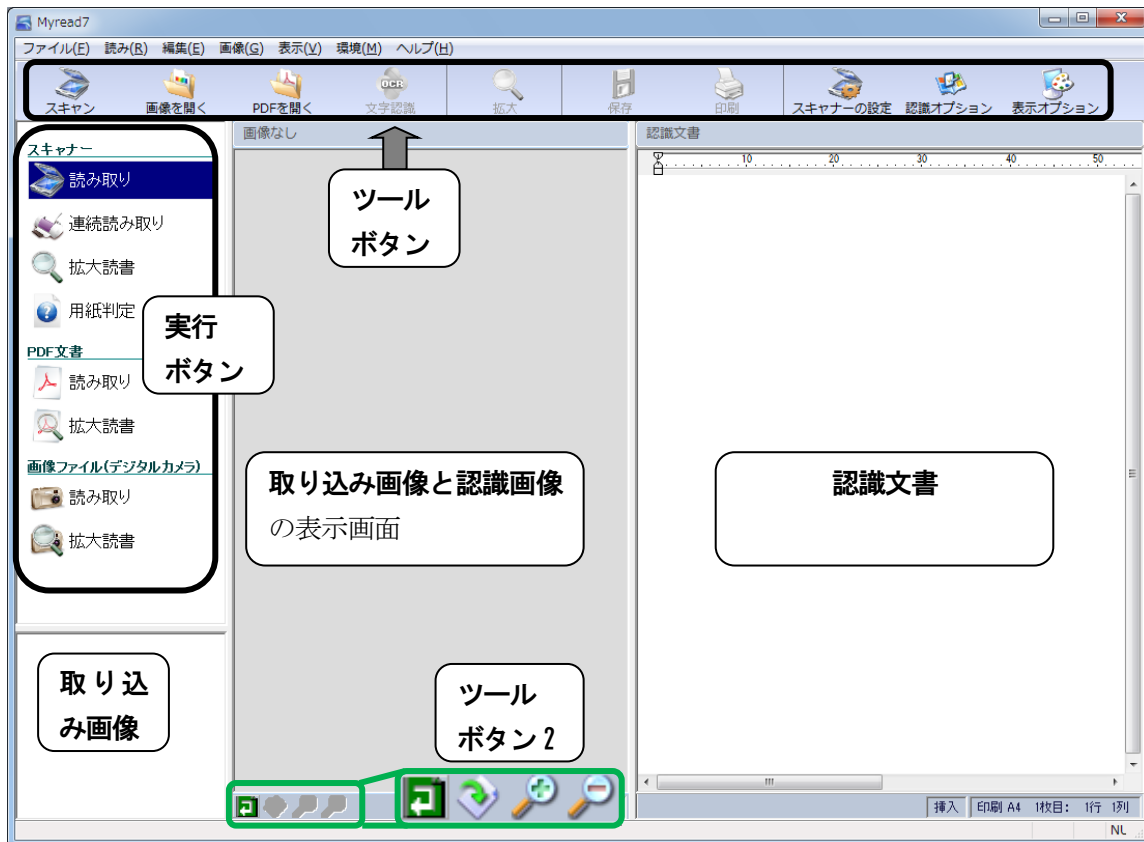 Myread7
ファイル(F) 読み(R) 編集(E) 画像(G) 表示(V) 環境(M) ヘルプ(H)
スキャン 画像を開く PDFを開く 文字認識 拡大 保存 印刷 スキャナーの設定 認識オプション 表示オプション
OCR
画像なし
認識文書
10 20 30 40 50
スキャナー
読み取り
連続読み取り
拡大読書
用紙判定
PDF文書
読み取り
拡大読書
画像ファイル(デジタルカメラ)
読み取り
拡大読書
ツール
ボタン
実行
ボタン
取り込み画像と認識画像
の表示画面
認識文書
取り込
み画像
ツール
ボタン2
挿入 印刷 A4 1枚目: 1行 1列
NL